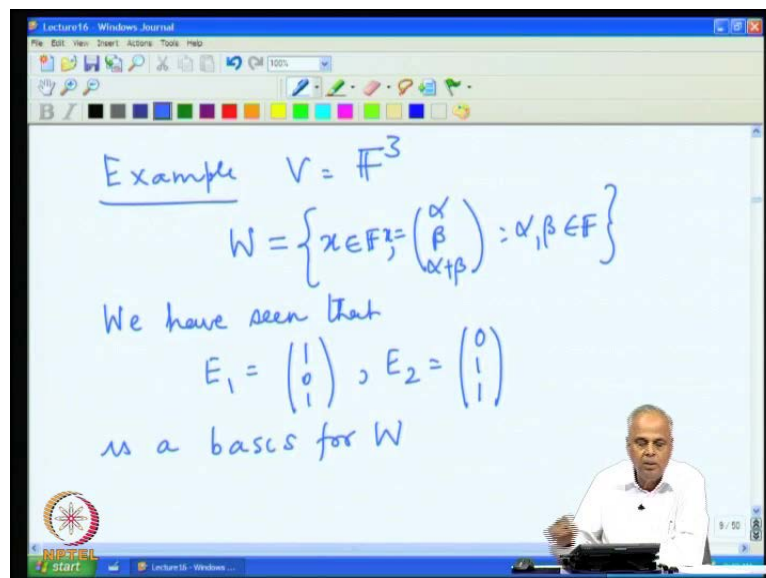 Lecture16 - Windows Journal
File Edit View Insert Actions Tools Help
100%
B I
Example V = 𝔽³
W = { x ∈ 𝔽³, x = (α β α+β) : α, β ∈ 𝔽 }
We have seen that
E₁ = (1 0 1), E₂ = (0 1 1)
is a basis for W
9 / 50
NPTEL
start
Lecture16 - Windows ...